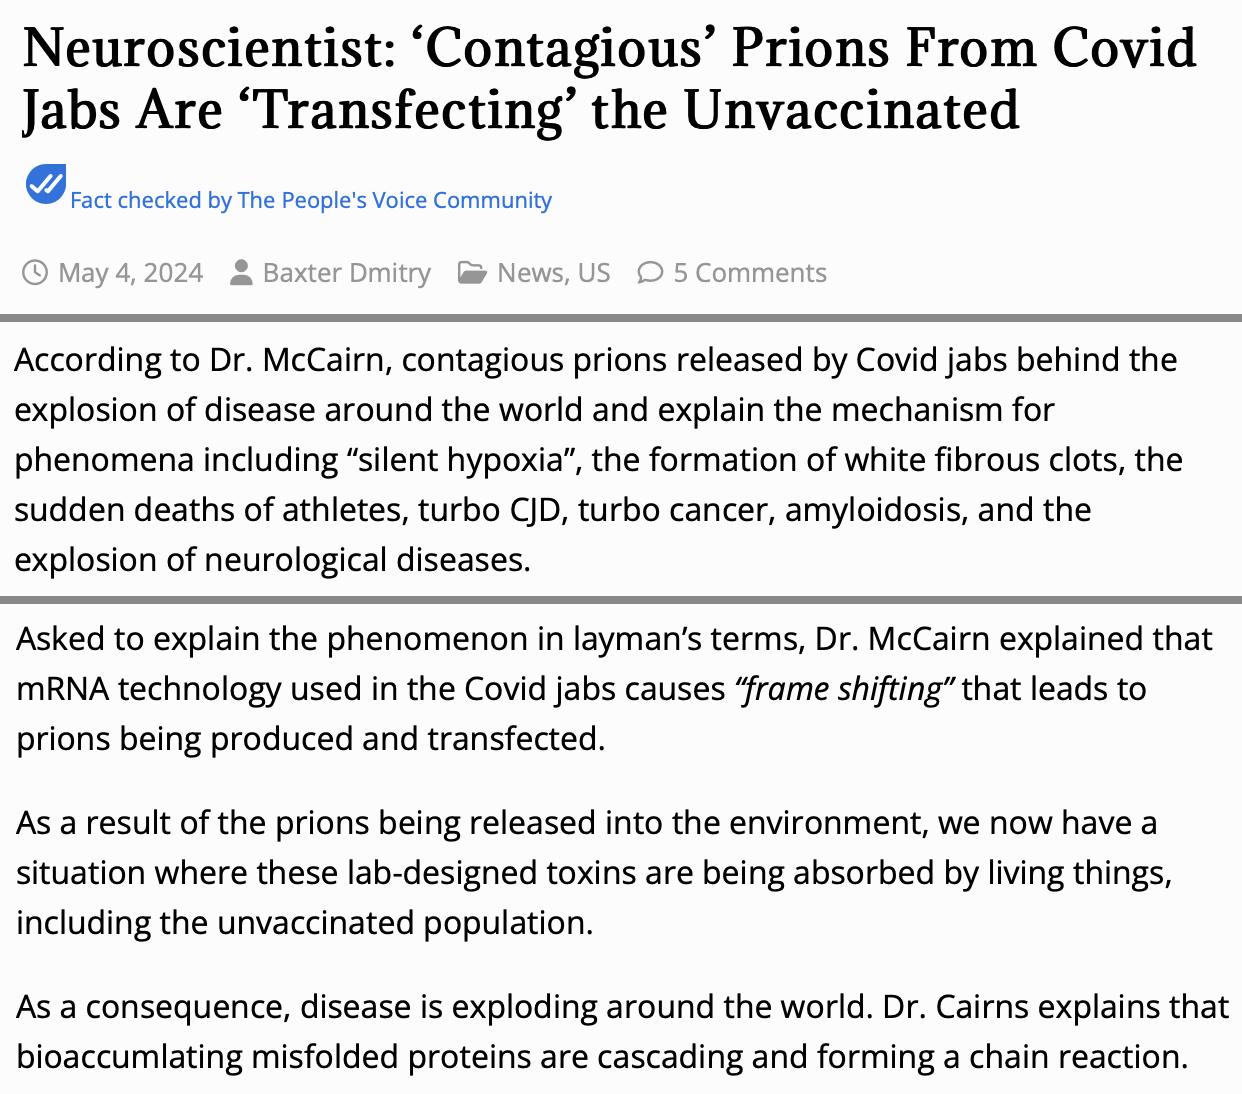 Neuroscientist: ‘Contagious’ Prions From Covid
Jabs Are ‘Transfecting’ the Unvaccinated
Fact checked by The People's Voice Community
May 4, 2024 Baxter Dmitry News, US 5 Comments
According to Dr. McCairn, contagious prions released by Covid jabs behind the
explosion of disease around the world and explain the mechanism for
phenomena including “silent hypoxia”, the formation of white fibrous clots, the
sudden deaths of athletes, turbo CJD, turbo cancer, amyloidosis, and the
explosion of neurological diseases.
Asked to explain the phenomenon in layman’s terms, Dr. McCairn explained that
mRNA technology used in the Covid jabs causes “frame shifting” that leads to
prions being produced and transfected.
As a result of the prions being released into the environment, we now have a
situation where these lab-designed toxins are being absorbed by living things,
including the unvaccinated population.
As a consequence, disease is exploding around the world. Dr. Cairns explains that
bioaccumlating misfolded proteins are cascading and forming a chain reaction.